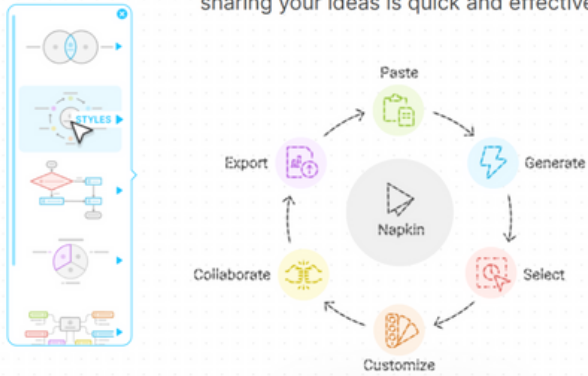 sharing your ideas is quick and effective
STYLES
Paste
Generate
Select
Customize
Collaborate
Export
Napkin